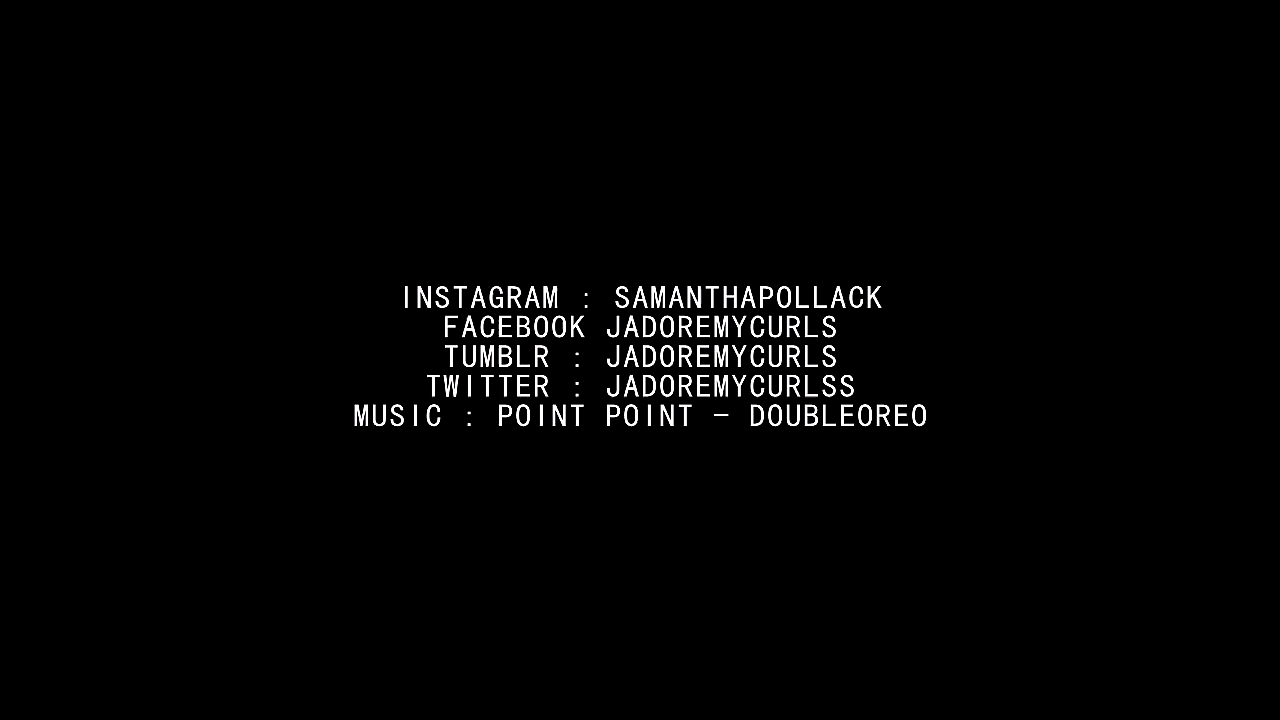 INSTAGRAM : SAMANTHAPOLLACK
FACEBOOK JADOREMYCURLS
TUMBLR : JADOREMYCURLS
TWITTER : JADOREMYCURLSS
MUSIC : POINT POINT - DOUBLEOREO